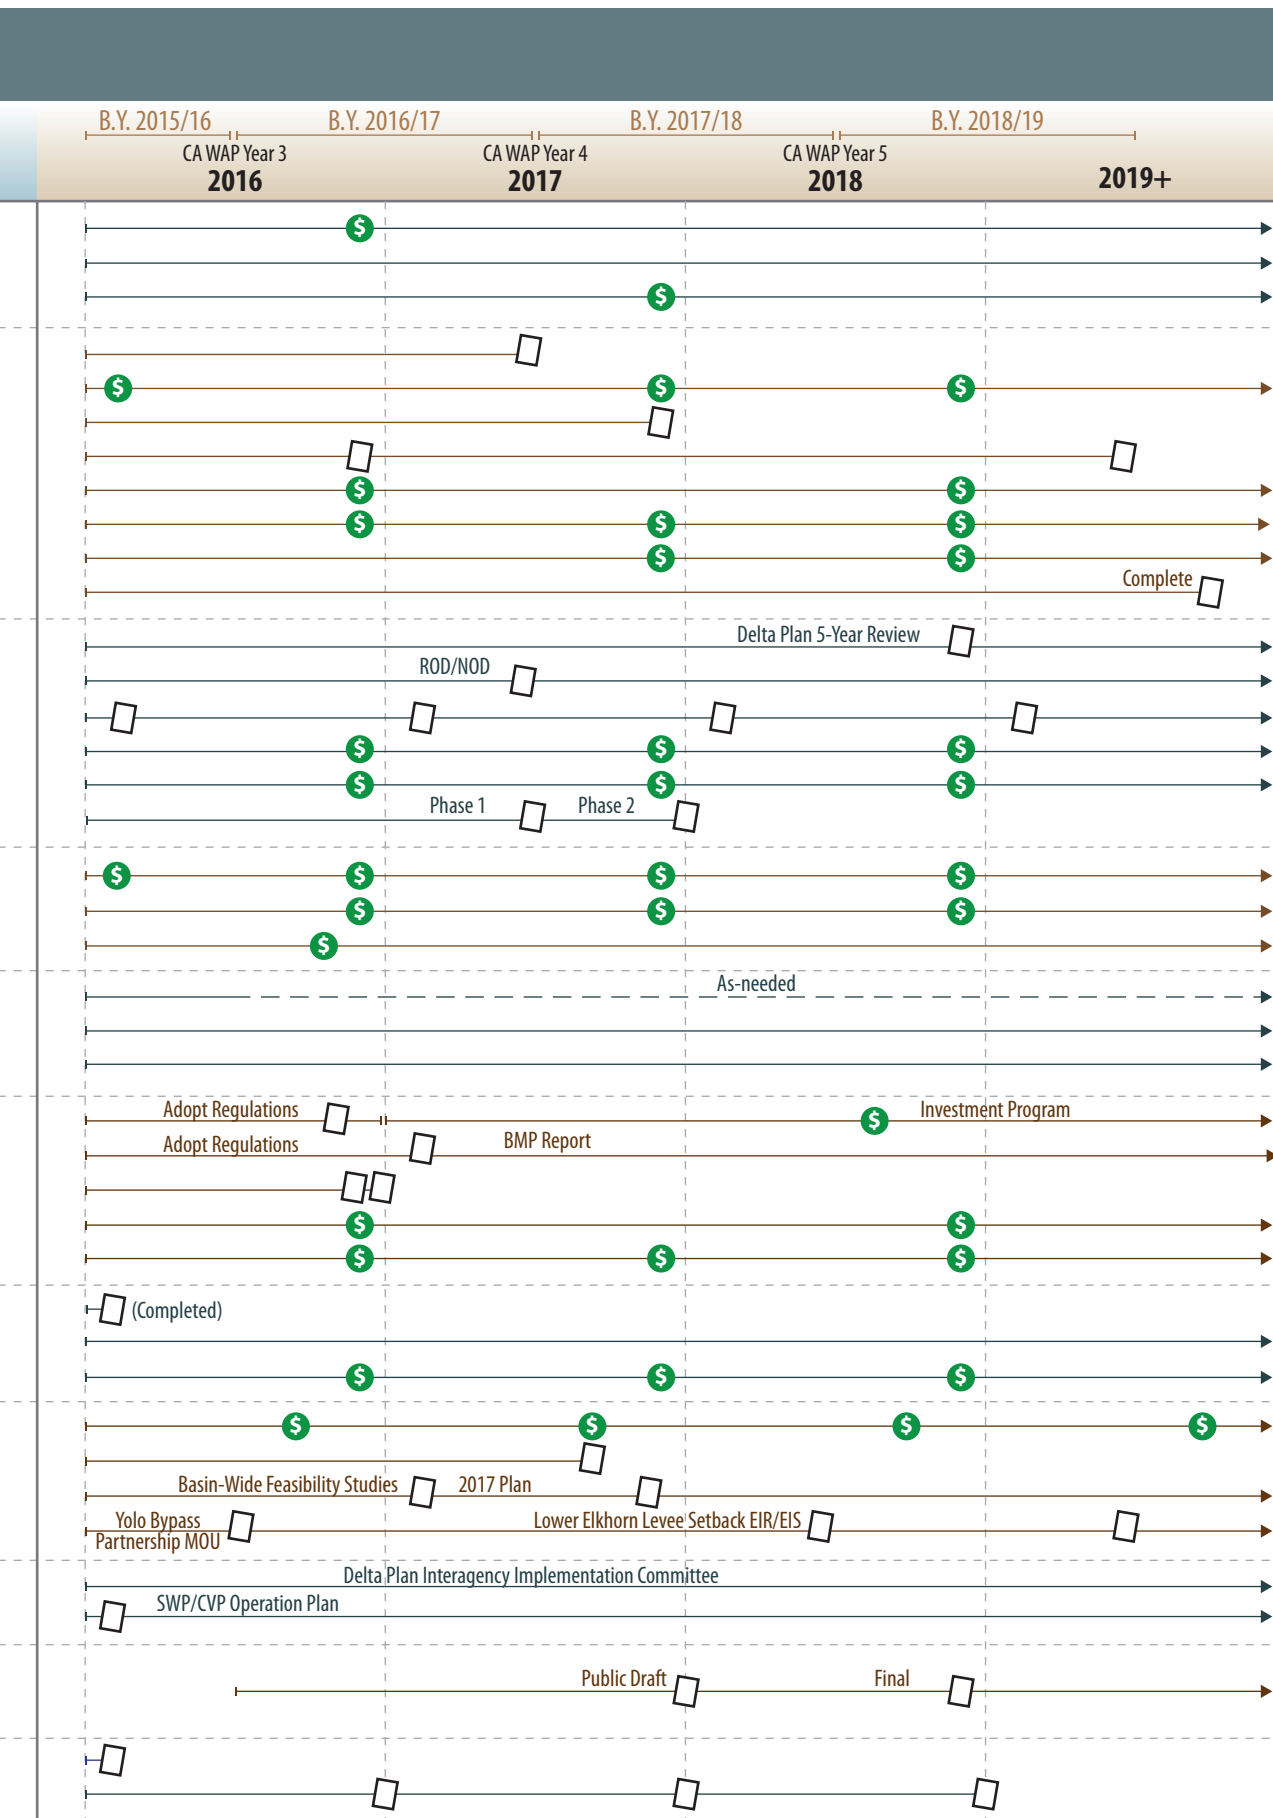 B.Y. 2015/16 B.Y. 2016/17 B.Y. 2017/18 B.Y. 2018/19
CA WAP Year 3 CA WAP Year 4 CA WAP Year 5
2016 2017 2018 2019+
$
$
$ $ $
$ $
$ $ $
$ $
Complete
Delta Plan 5-Year Review
ROD/NOD
$ $ $
$ $ $
Phase 1 Phase 2
$ $ $ $
$ $ $
$
As-needed
Adopt Regulations $ Investment Program
Adopt Regulations BMP Report
$ $
$ $ $
(Completed)
$ $ $
$ $ $ $
Basin-Wide Feasibility Studies 2017 Plan
Yolo Bypass Lower Elkhorn Levee Setback EIR/EIS
Partnership MOU
Delta Plan Interagency Implementation Committee
SWP/CVP Operation Plan
Public Draft Final